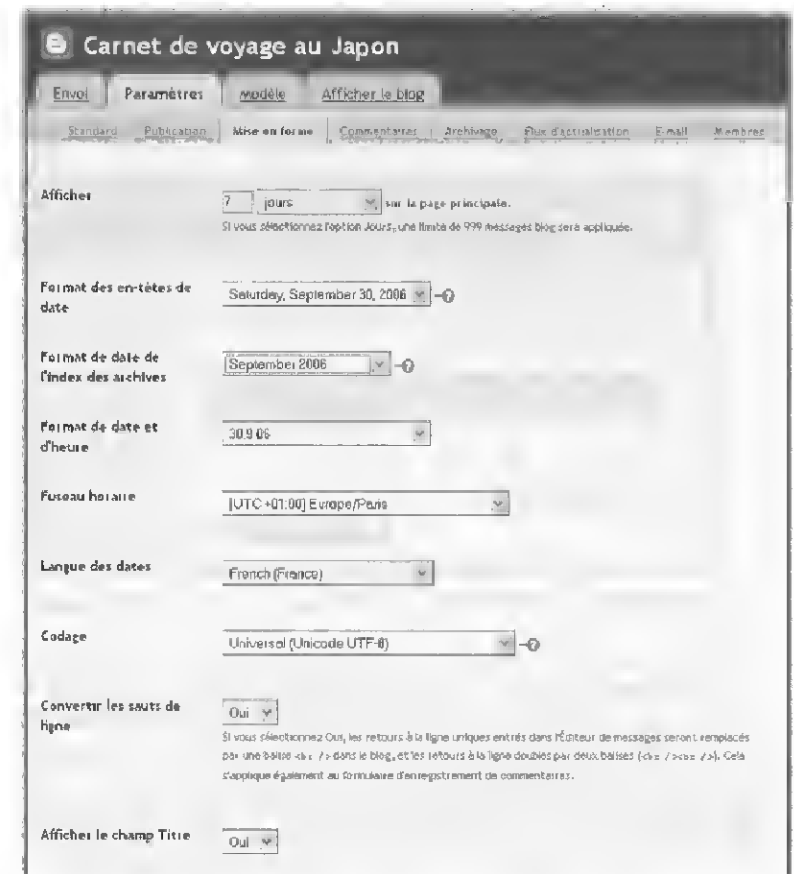 Carnet de voyage au Japon
Envoi Paramètres Modèle Afficher le blog
Standard Publication Mise en forme Commentaires Archivage Flux d'actualisation E-mail Membres
Afficher
7 jours sur la page principale.
Si vous sélectionnez l'option Jours, une limite de 999 messages blog sera appliquée.
Format des en-têtes de
date
Saturday, September 30, 2006
Format de date de
l'index des archives
September 2006
Format de date et
d'heure
30.9.06
Fuseau horaire
[UTC +01:00] Europe/Paris
Langue des dates
French (France)
Codage
Universal (Unicode UTF-8)
Convertir les sauts de
ligne
Oui
Si vous sélectionnez Oui, les retours à la ligne uniques entrés dans l'Éditeur de messages seront remplacés
par une balise <br /> dans le blog, et les retours à la ligne doubles par deux balises (<br /><br />). Cela
s'applique également au formulaire d'enregistrement de commentaires.
Afficher le champ Titre
Oui